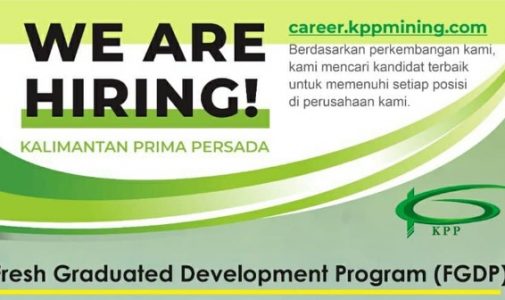 WE ARE
HIRING!
KALIMANTAN PRIMA PERSADA
career.kppmining.com
Berdasarkan perkembangan kami,
kami mencari kandidat terbaik
untuk memenuhi setiap posisi
di perusahaan kami.
KPP
Fresh Graduated Development Program (FGDP)